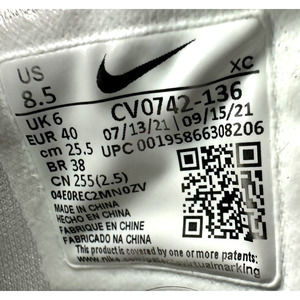 US
8.5
XC
UK 6
EUR 40
cm 25.5
BR 38
CN 255(2.5)
CV0742-136
07/13/21 | 09/15/21
UPC 00195866308206
04E0REC2MN0ZV
MADE IN CHINA
HECHO EN CHINA
FABRIQUE EN CHINE
FABRICADO NA CHINA
This product is covered by one or more patents: